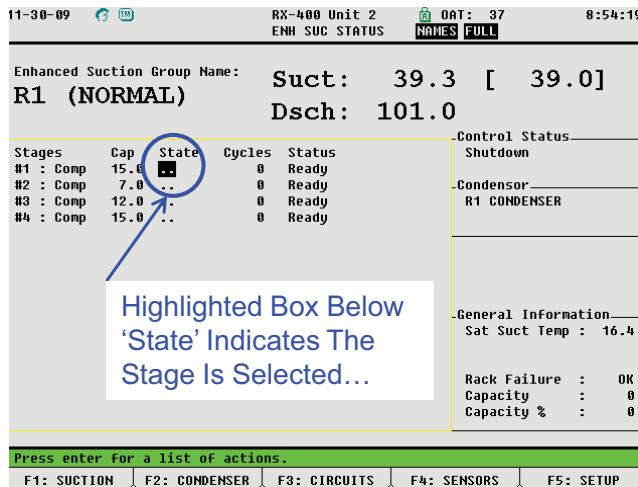 11-30-09 TM RX-400 Unit 2 OAT: 37 8:54:19
ENH SUC STATUS NAMES FULL
Enhanced Suction Group Name:
R1 (NORMAL)
Suct: 39.3 [ 39.0]
Dsch: 101.0
Stages Cap State Cycles Status
#1 : Comp 15.0 .. 0 Ready
#2 : Comp 7.0 .. 0 Ready
#3 : Comp 12.0 .. 0 Ready
#4 : Comp 15.0 .. 0 Ready
Highlighted Box Below
‘State’ Indicates The
Stage Is Selected…
Control Status
Shutdown
Condensor
R1 CONDENSER
General Information
Sat Suct Temp : 16.4
Rack Failure : OK
Capacity : 0
Capacity % : 0
Press enter for a list of actions.
F1: SUCTION F2: CONDENSER F3: CIRCUITS F4: SENSORS F5: SETUP